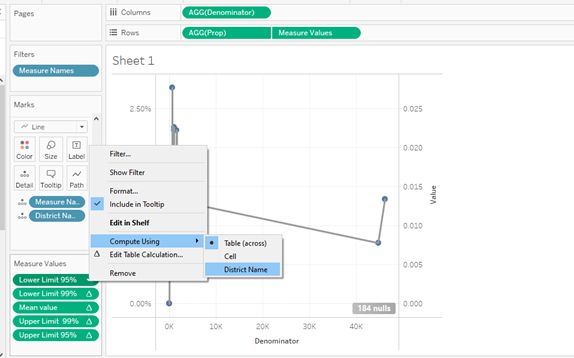 Pages
Columns
AGG(Denominator)
Rows
AGG(Prop)
Measure Values
Filters
Measure Names
Sheet 1
Marks
Line
Color
Size
Label
Detail
Tooltip
Path
Measure Na..
District Na..
Measure Values
Lower Limit 95%
Lower Limit 99%
Mean value
Upper Limit 99%
Upper Limit 95%
Filter...
Show Filter
Format...
Include in Tooltip
Edit in Shelf
Compute Using
Edit Table Calculation...
Remove
Table (across)
Cell
District Name
2.50%
0.00%
0.025
0.020
0.015
0.010
0.005
0.000
Value
184 nulls
0K
10K
20K
30K
40K
Denominator